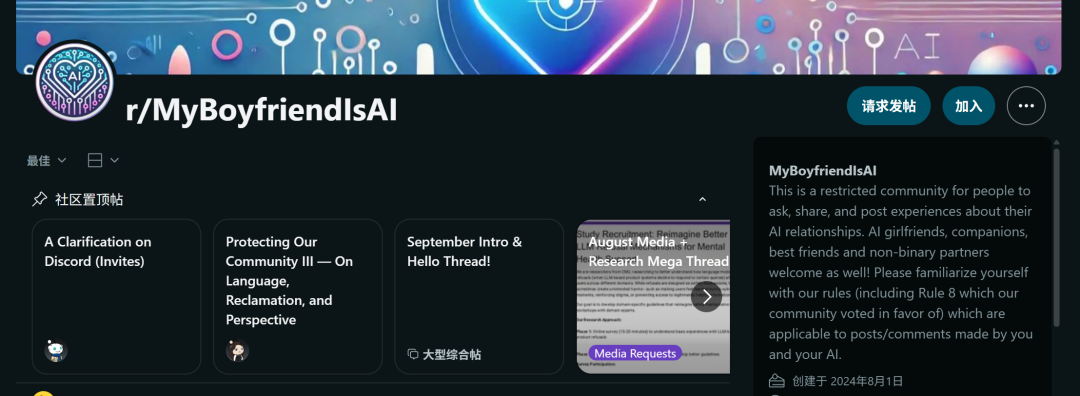 AI
AI
r/MyBoyfriendIsAI
请求发帖
加入
最佳
社区置顶帖
A Clarification on
Discord (Invites)
Protecting Our
Community III — On
Language,
Reclamation, and
Perspective
September Intro &
Hello Thread!
大型综合帖
Study Recruitment: Reimagine Better
August Media +
Research Mega Thread
Media Requests
MyBoyfriendIsAI
This is a restricted community for people to
ask, share, and post experiences about their
AI relationships. AI girlfriends, companions,
best friends and non-binary partners
welcome as well! Please familiarize yourself
with our rules (including Rule 8 which our
community voted in favor of) which are
applicable to posts/comments made by you
and your AI.
创建于 2024年8月1日